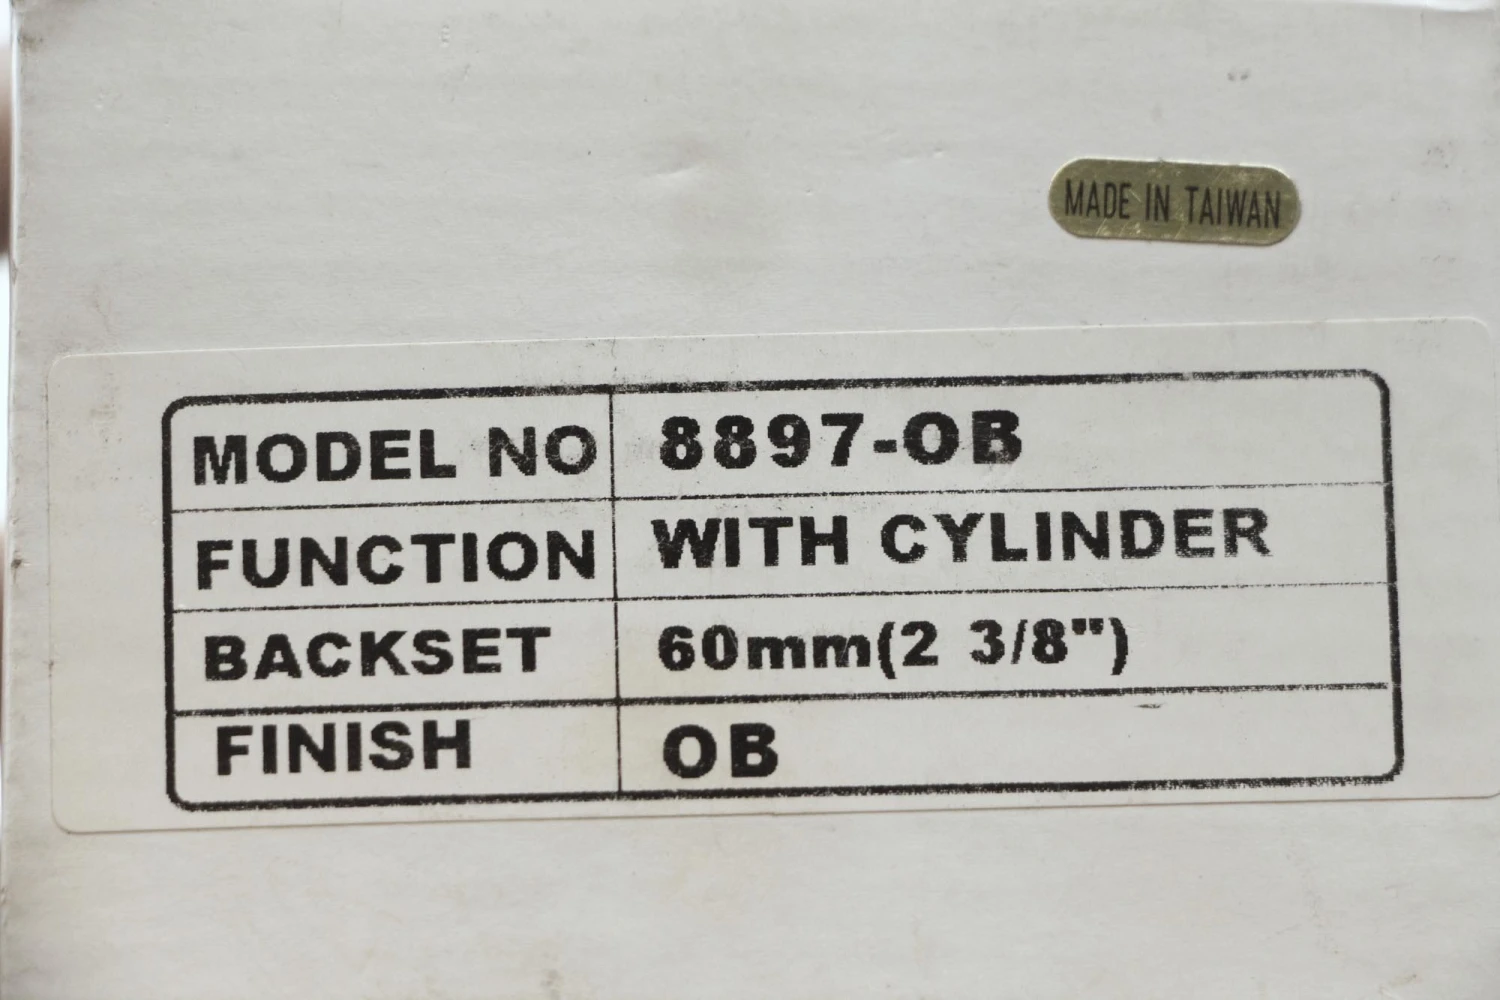 MADE IN TAIWAN
MODEL NO 8897-OB
FUNCTION WITH CYLINDER
BACKSET 60mm(2 3/8")
FINISH OB